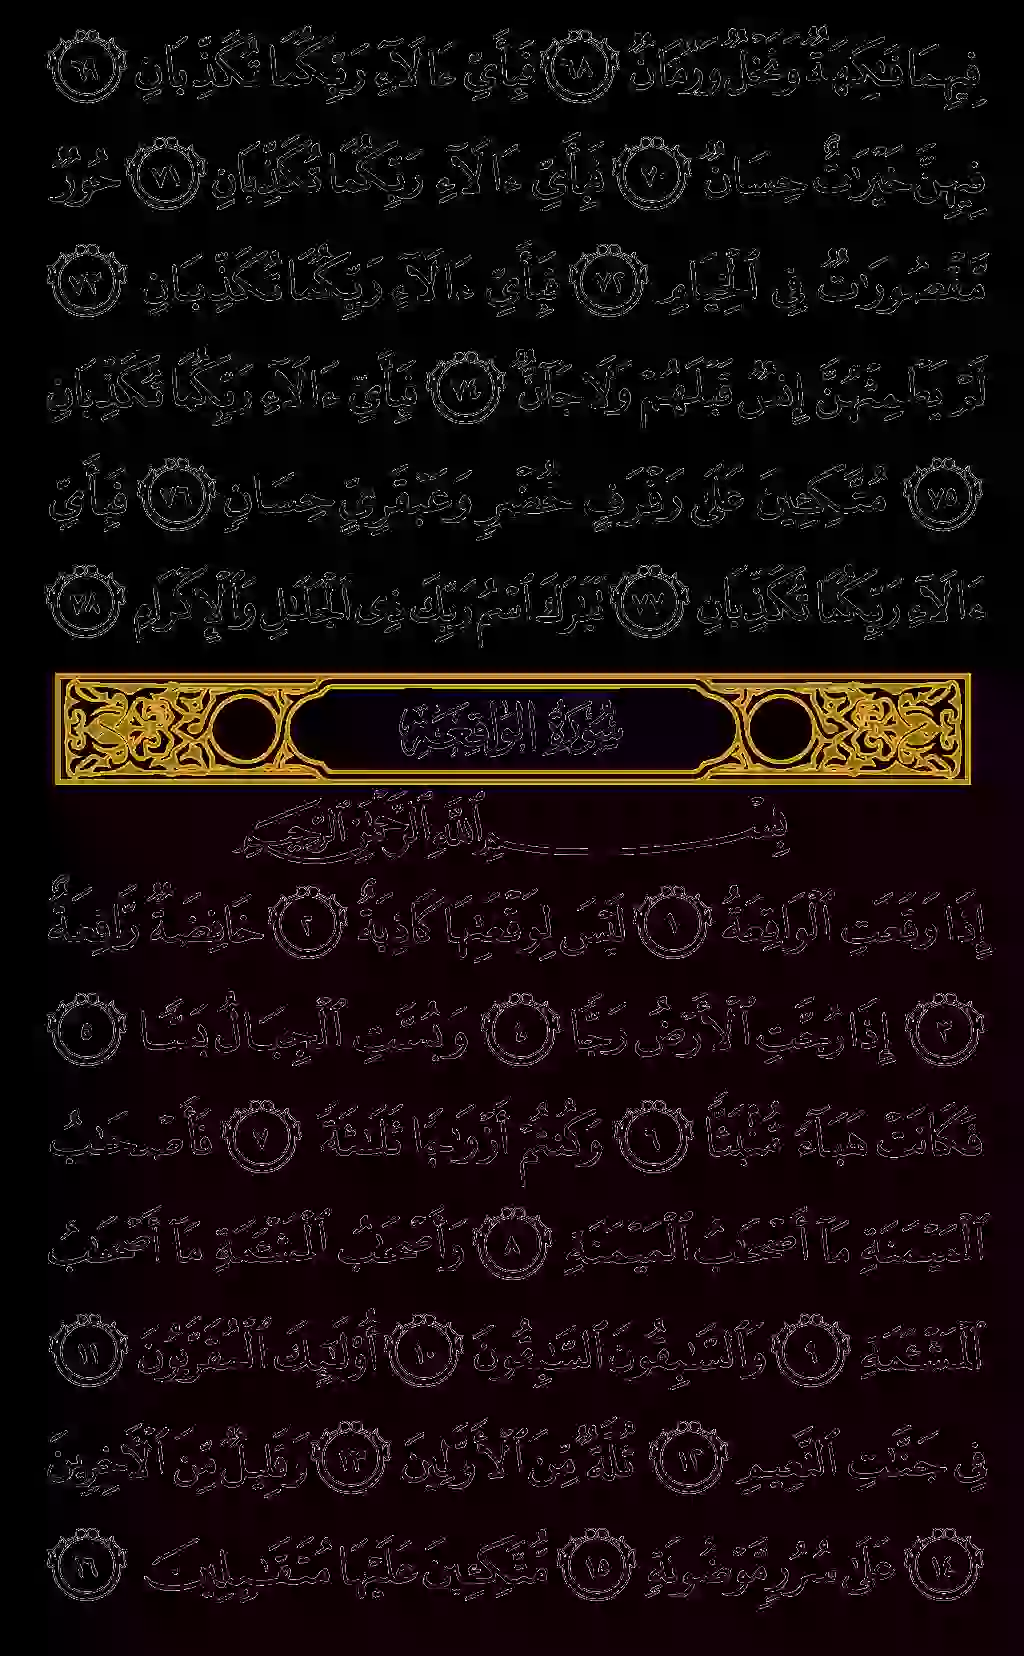 فِيهِمَا فَـٰكِهَةٌ وَنَخْلٌ وَرُمَّانٌ ٦٨ فَبِأَىِّ ءَالَآءِ رَبِّكُمَا تُكَذِّبَانِ ٦٩
فِيهِنَّ خَيْرَٰتٌ حِسَانٌ ٧٠ فَبِأَىِّ ءَالَآءِ رَبِّكُمَا تُكَذِّبَانِ ٧١ حُورٌ
مَّقْصُورَٰتٌ فِى ٱلْخِيَامِ ٧٢ فَبِأَىِّ ءَالَآءِ رَبِّكُمَا تُكَذِّبَانِ ٧٣
لَمْ يَطْمِثْهُنَّ إِنسٌ قَبْلَهُمْ وَلَا جَآنٌّ ٧٤ فَبِأَىِّ ءَالَآءِ رَبِّكُمَا تُكَذِّبَانِ
٧٥ مُتَّكِـِٔينَ عَلَىٰ رَفْرَفٍ خُضْرٍ وَعَبْقَرِىٍّ حِسَانٍ ٧٦ فَبِأَىِّ
ءَالَآءِ رَبِّكُمَا تُكَذِّبَانِ ٧٧ تَبَـٰرَكَ ٱسْمُ رَبِّكَ ذِى ٱلْجَلَـٰلِ وَٱلْإِكْرَامِ ٧٨
سُورَةُ الوَاقِعَةِ
بِسْمِ ٱللَّهِ ٱلرَّحْمَـٰنِ ٱلرَّحِيمِ
إِذَا وَقَعَتِ ٱلْوَاقِعَةُ ١ لَيْسَ لِوَقْعَتِهَا كَاذِبَةٌ ٢ خَافِضَةٌ رَّافِعَةٌ
٣ إِذَا رُجَّتِ ٱلْأَرْضُ رَجًّا ٤ وَبُسَّتِ ٱلْجِبَالُ بَسًّا ٥
فَكَانَتْ هَبَآءً مُّنۢبَثًّا ٦ وَكُنتُمْ أَزْوَٰجًا ثَلَـٰثَةً ٧ فَأَصْحَـٰبُ
ٱلْمَيْمَنَةِ مَآ أَصْحَـٰبُ ٱلْمَيْمَنَةِ ٨ وَأَصْحَـٰبُ ٱلْمَشْـَٔمَةِ مَآ أَصْحَـٰبُ
ٱلْمَشْـَٔمَةِ ٩ وَٱلسَّـٰبِقُونَ ٱلسَّـٰبِقُونَ ١٠ أُو۟لَـٰٓئِكَ ٱلْمُقَرَّبُونَ ١١
فِى جَنَّـٰتِ ٱلنَّعِيمِ ١٢ ثُلَّةٌ مِّنَ ٱلْأَوَّلِينَ ١٣ وَقَلِيلٌ مِّنَ ٱلْـَٔاخِرِينَ
١٤ عَلَىٰ سُرُرٍ مَّوْضُونَةٍ ١٥ مُّتَّكِـِٔينَ عَلَيْهَا مُتَقَـٰبِلِينَ ١٦